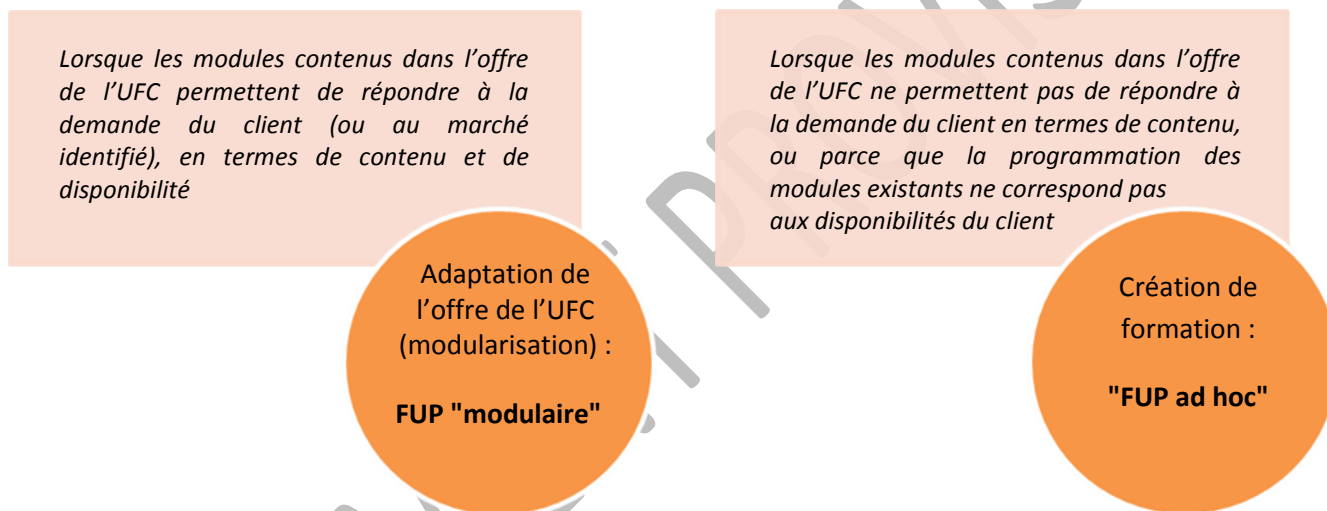 Lorsque les modules contenus dans l’offre
de l’UFC permettent de répondre à la
demande du client (ou au marché
identifié), en termes de contenu et de
disponibilité
Adaptation de
l’offre de l’UFC
(modularisation) :
FUP "modulaire"
Lorsque les modules contenus dans l’offre
de l’UFC ne permettent pas de répondre à
la demande du client en termes de contenu,
ou parce que la programmation des
modules existants ne correspond pas
aux disponibilités du client
Création de
formation :
"FUP ad hoc"